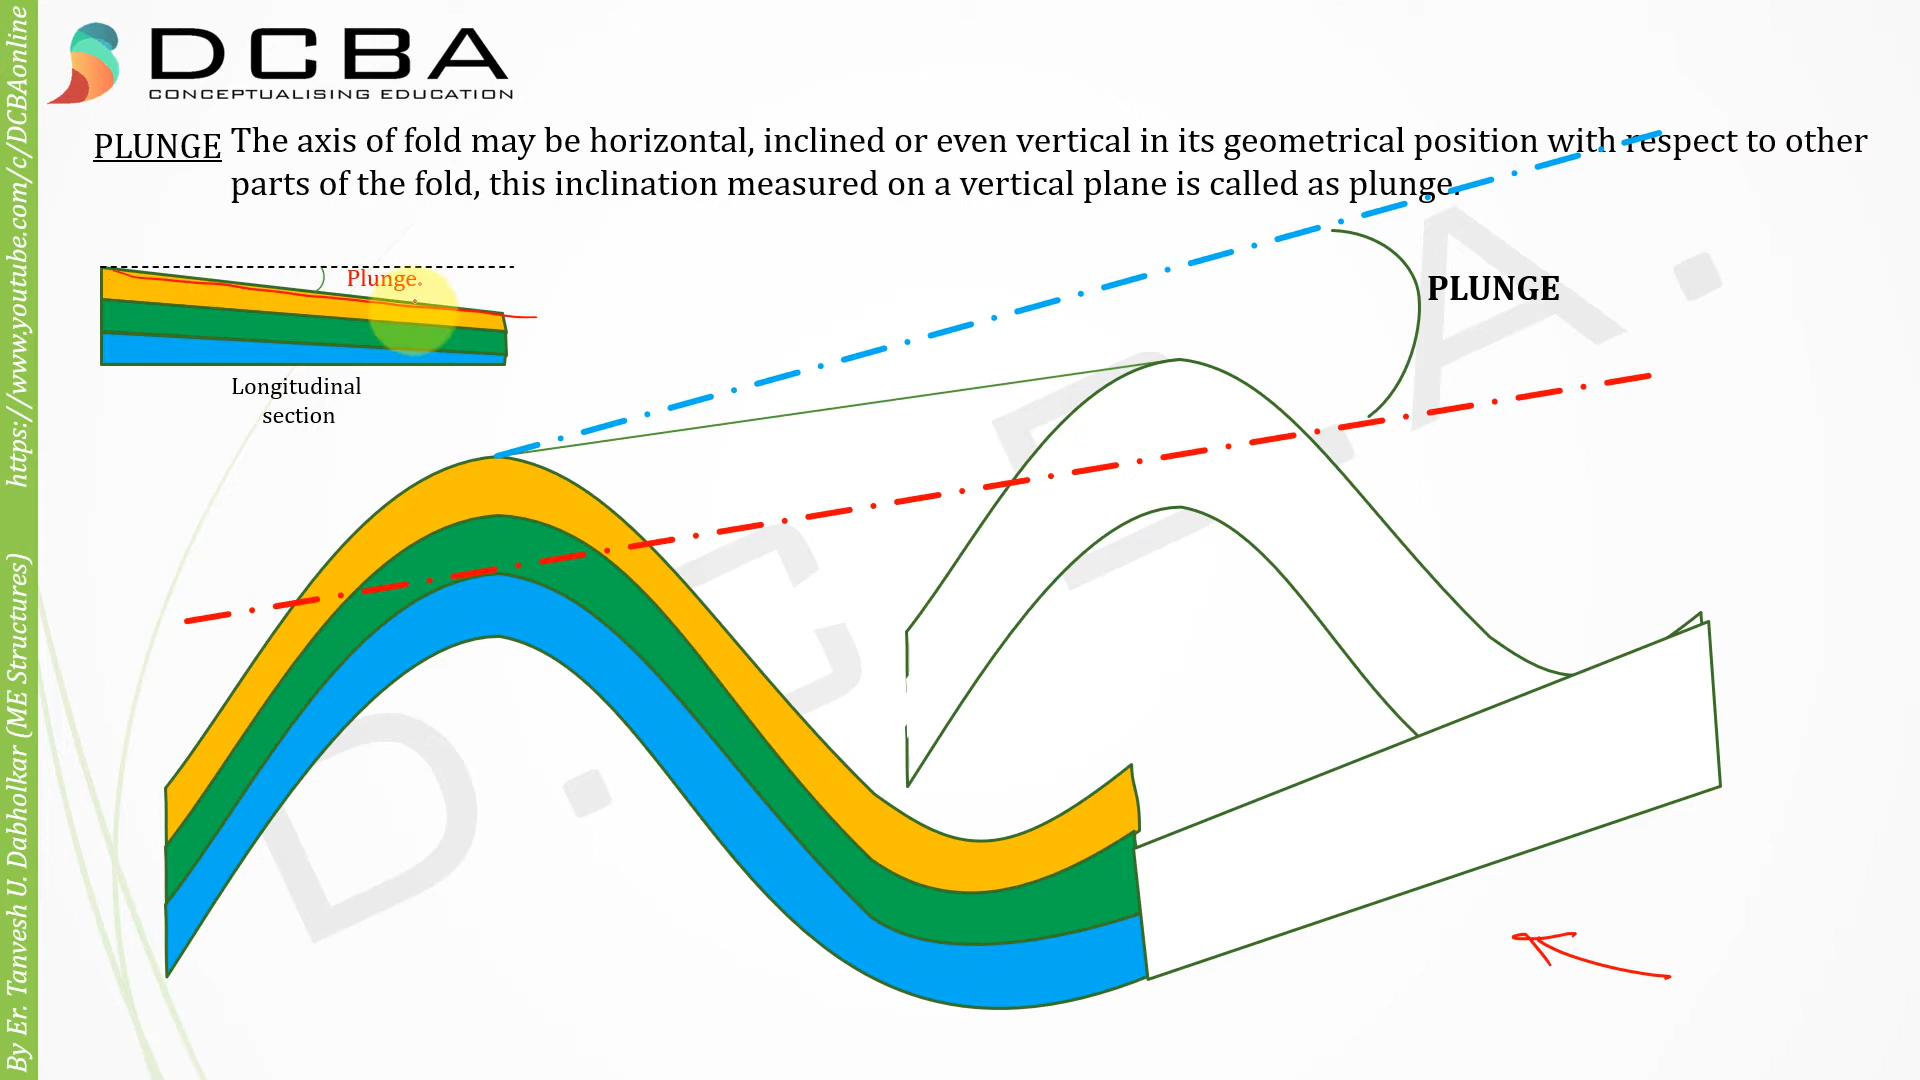 DCBA
CONCEPTUALISING EDUCATION
PLUNGE The axis of fold may be horizontal, inclined or even vertical in its geometrical position with respect to other
parts of the fold, this inclination measured on a vertical plane is called as plunge.
Plunge.
PLUNGE
Longitudinal
section
D.C.B.A.
By Er. Tanvesh U. Dabholkar (ME Structures) https://www.youtube.com/c/DCBAonline